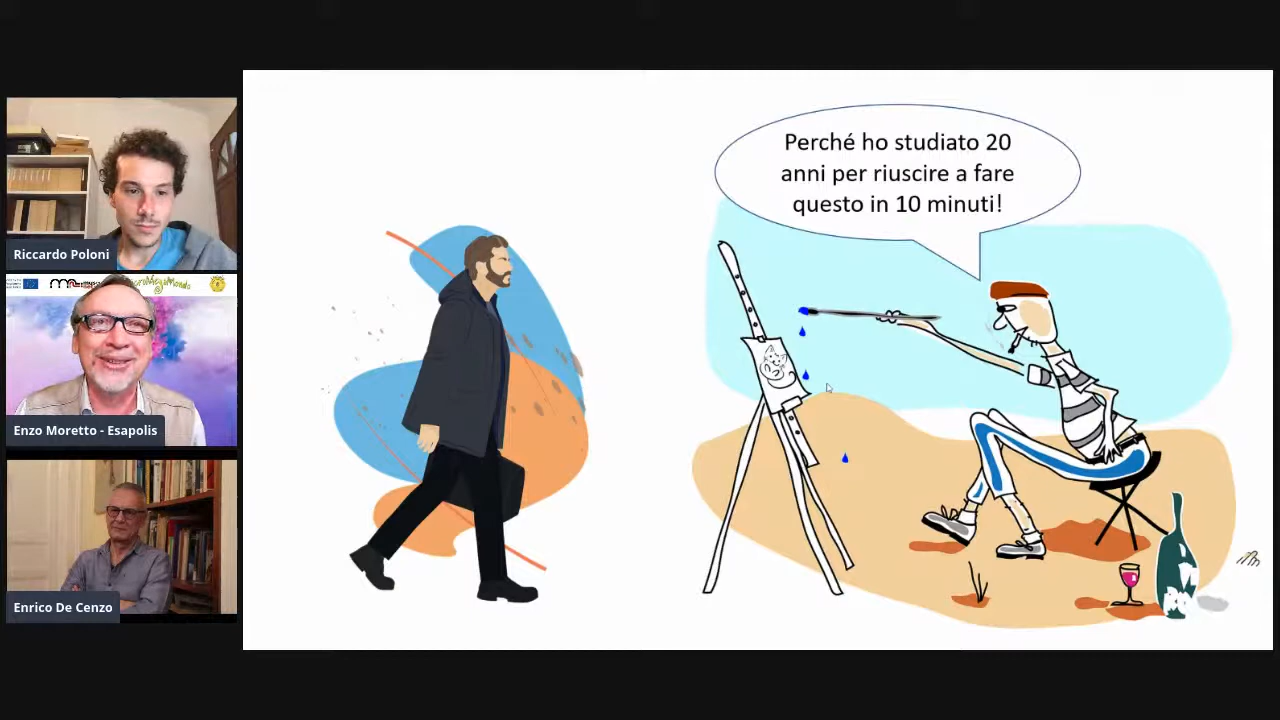 Perché ho studiato 20
anni per riuscire a fare
questo in 10 minuti!
Riccardo Poloni
Enzo Moretto - Esapolis
Enrico De Cenzo